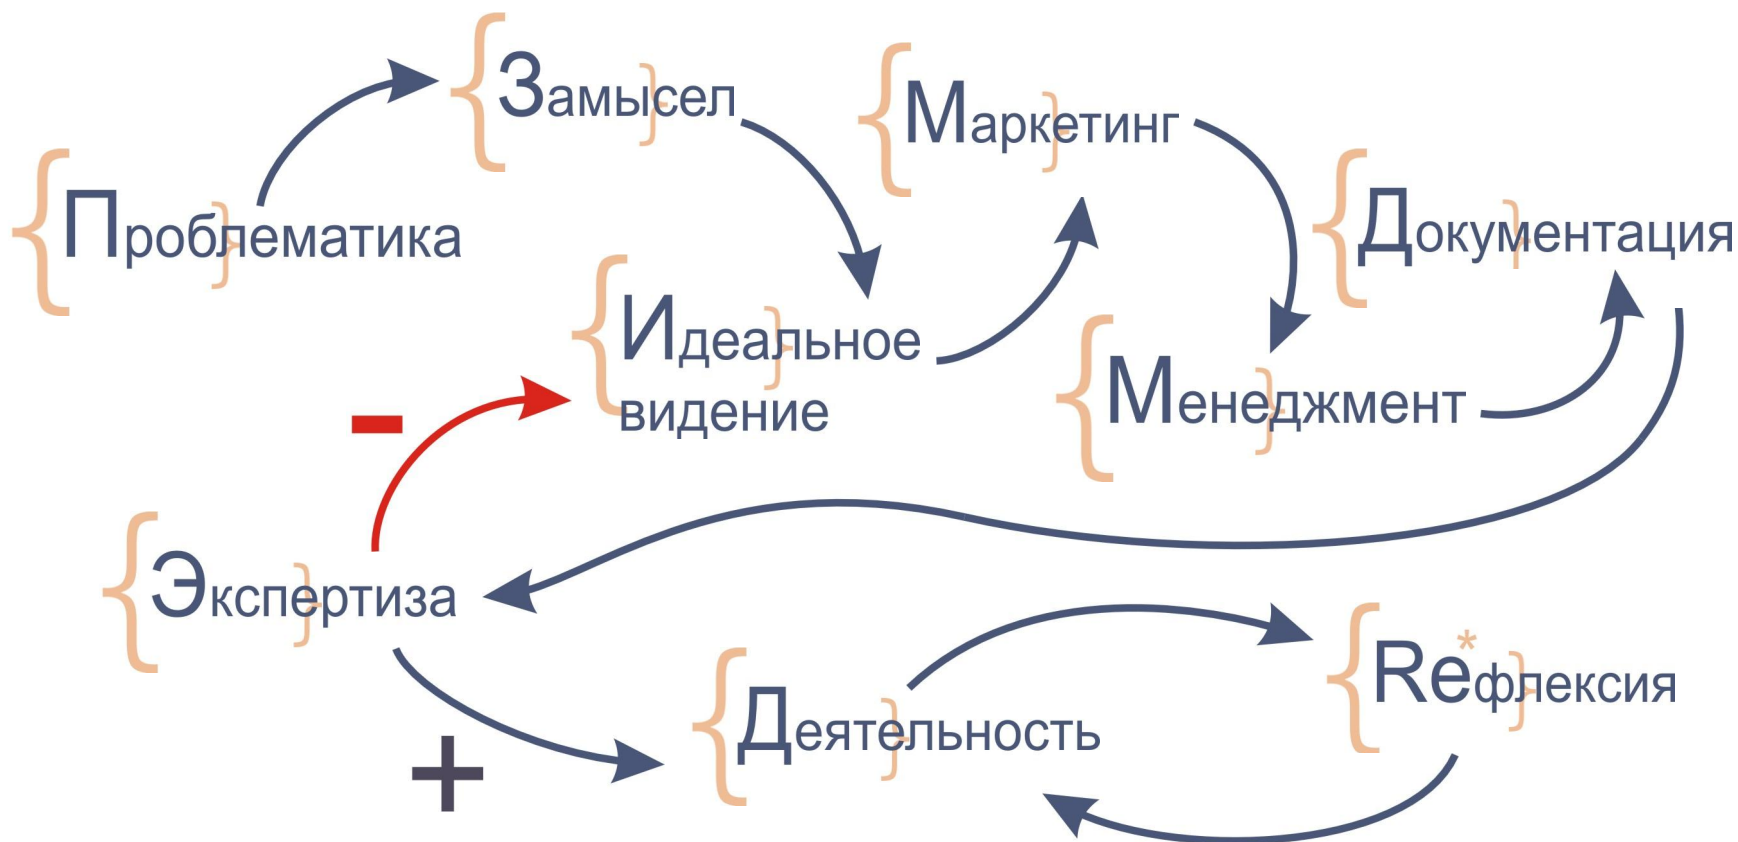 Замысел
Маркетинг
Проблематика
Документация
Идеальное
видение
Менеджмент
-
Экспертиза
Reфлексия*
Деятельность
+